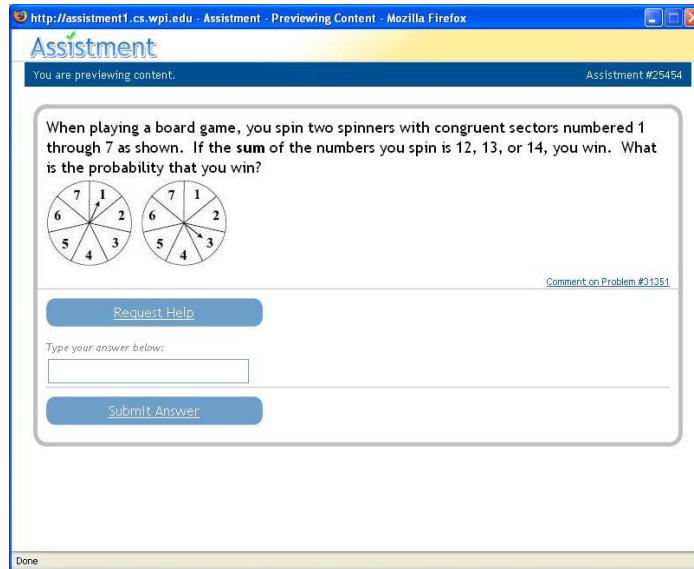 http://assistment1.cs.wpi.edu - Assistment - Previewing Content - Mozilla Firefox
Assistment
You are previewing content. Assistment #25454
When playing a board game, you spin two spinners with congruent sectors numbered 1
through 7 as shown. If the sum of the numbers you spin is 12, 13, or 14, you win. What
is the probability that you win?
7 1 7 1
6 2 6 2
5 3 5 3
4 4
Comment on Problem #31351
Request Help
Type your answer below:
Submit Answer
Done